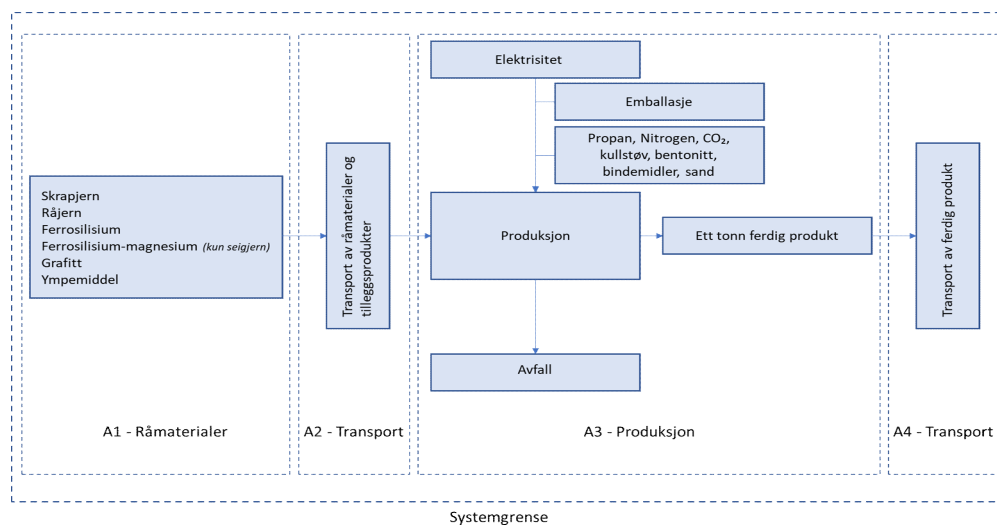 Elektrisitet
Emballasje
Propan, Nitrogen, CO₂,
kullstøv, bentonitt,
bindemidler, sand
Skrapjern
Råjern
Ferrosilisium
Ferrosilisium-magnesium (kun seigjern)
Grafitt
Ympemiddel
Transport av råmaterialer og
tilleggsprodukter
Produksjon
Ett tonn ferdig produkt
Transport av ferdig produkt
Avfall
A1 - Råmaterialer
A2 - Transport
A3 - Produksjon
A4 - Transport
Systemgrense